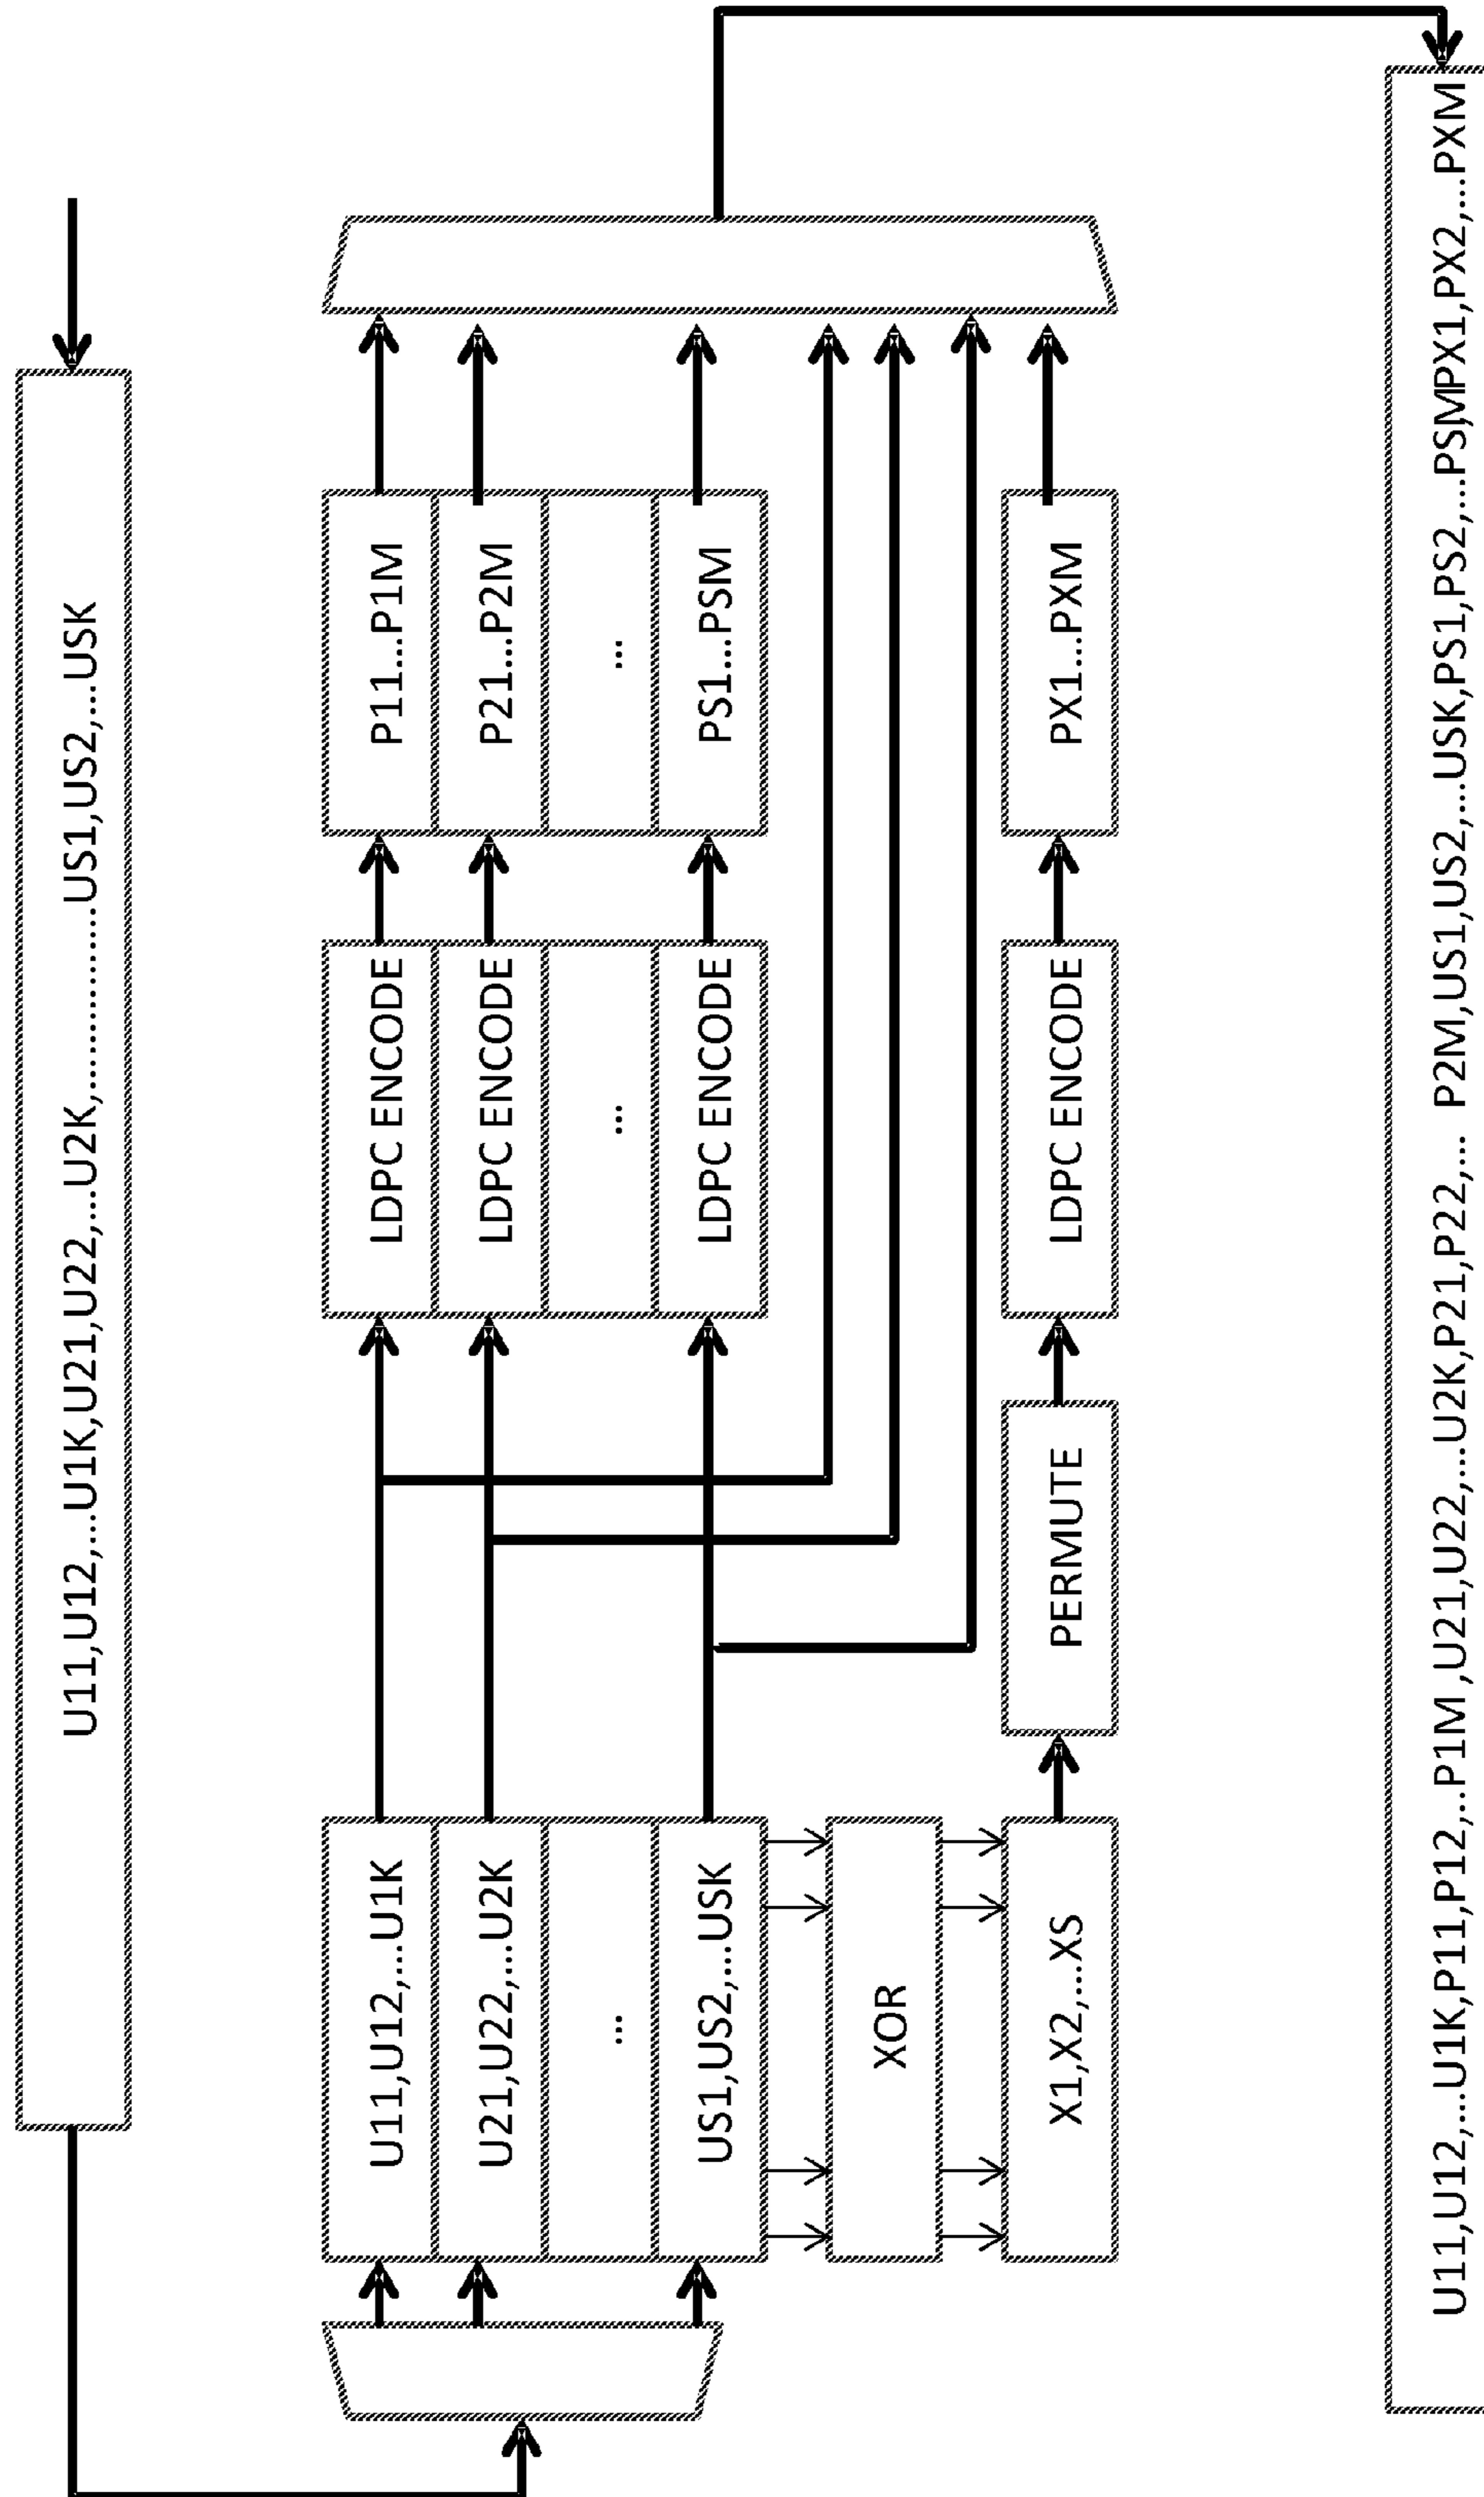 U11,U12,...U1K,U21,U22,...U2K,................US1,US2,...USK
U11,U12,...U1K
U21,U22,...U2K
...
US1,US2,...USK
XOR
X1,X2,...XS
PERMUTE
LDPC ENCODE
LDPC ENCODE
...
LDPC ENCODE
LDPC ENCODE
P11...P1M
P21...P2M
...
PS1...PSM
PX1...PXM
U11,U12,...U1K,P11,P12,..P1M ,U21,U22,...U2K,P21,P22,... P2M,US1,US2,...USK,PS1,PS2,...PSM,PX1,PX2,...PXM